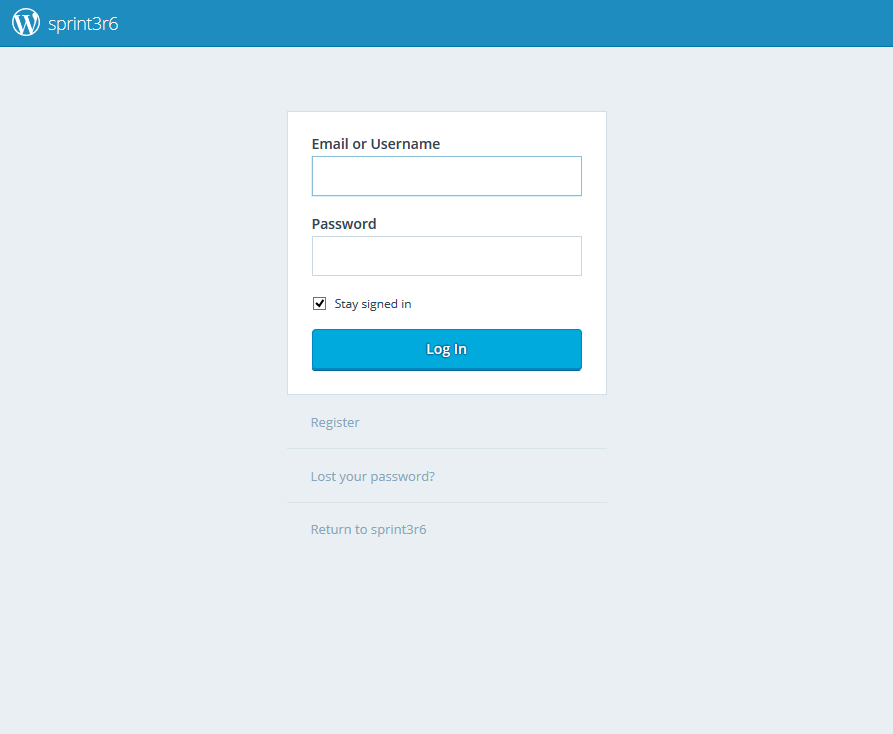 sprint3r6
Email or Username
Password
Stay signed in
Log In
Register
Lost your password?
Return to sprint3r6